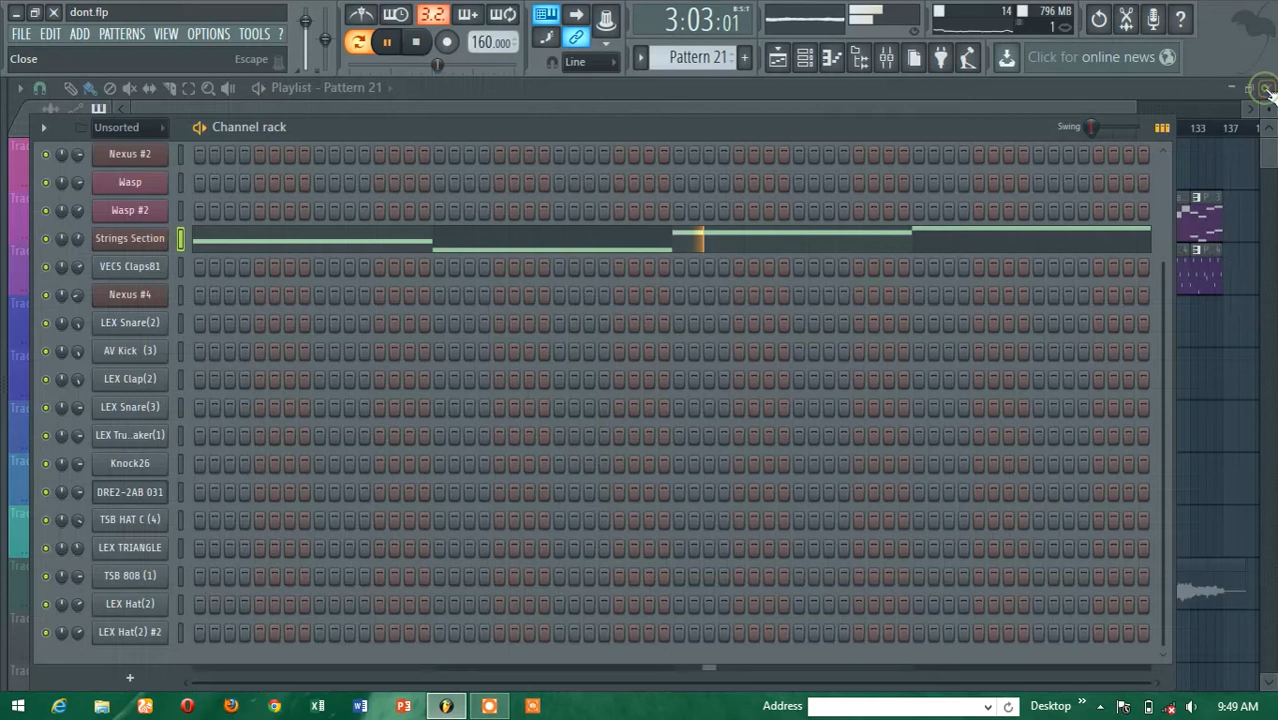 dont.flp
FILE EDIT ADD PATTERNS VIEW OPTIONS TOOLS ?
Close Escape
3.2.
160.000
Line
3:03:01
Pattern 21
14
796 MB
1
Click for online news
Playlist - Pattern 21
Unsorted
Channel rack
Swing
133 137
Nexus #2
Wasp
Wasp #2
Strings Section
VECS Claps81
Nexus #4
LEX Snare(2)
AV Kick (3)
LEX Clap(2)
LEX Snare(3)
LEX Tru..aker(1)
Knock26
DRE2-2AB 031
TSB HAT C (4)
LEX TRIANGLE
TSB 808 (1)
LEX Hat(2)
LEX Hat(2) #2
+
Address
Desktop
9:49 AM